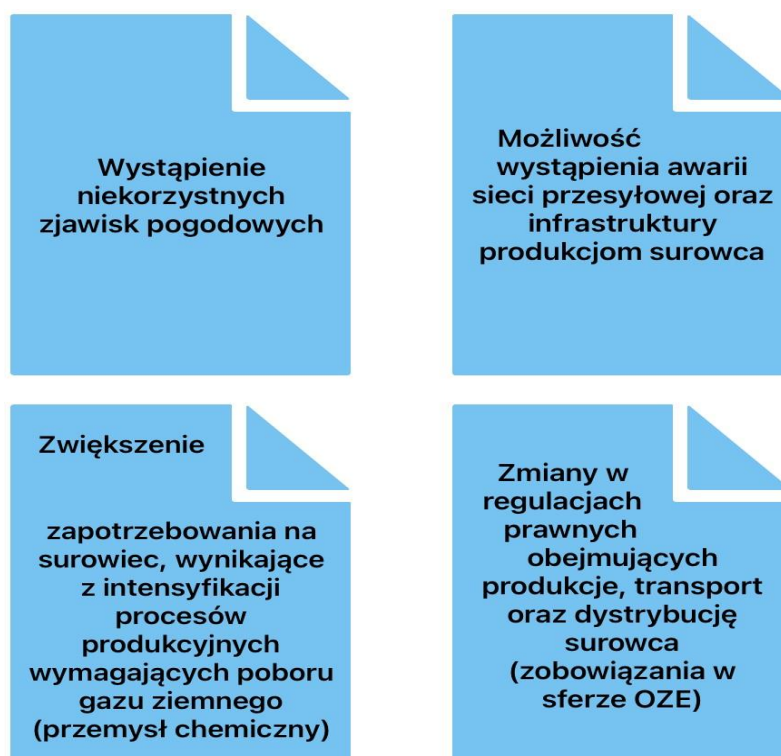 Wystąpienie
niekorzystnych
zjawisk pogodowych
Możliwość
wystąpienia awarii
sieci przesyłowej oraz
infrastruktury
produkcjom surowca
Zwiększenie
zapotrzebowania na
surowiec, wynikające
z intensyfikacji
procesów
produkcyjnych
wymagających poboru
gazu ziemnego
(przemysł chemiczny)
Zmiany w
regulacjach
prawnych
obejmujących
produkcje, transport
oraz dystrybucję
surowca
(zobowiązania w
sferze OZE)